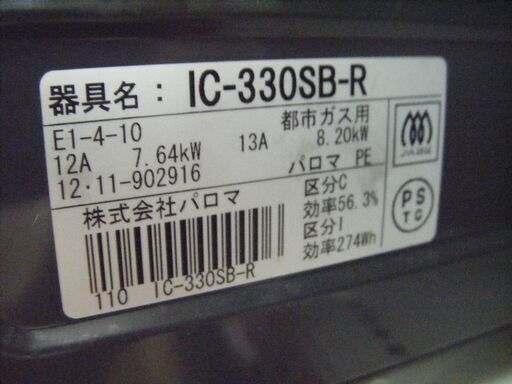 器具名: IC-330SB-R
E1-4-10 都市ガス用
12A 7.64kW 13A 8.20kW
12・11-902916 パロマ PE
株式会社パロマ
区分C
効率56.3%
区分I
効率274Wh
110 IC-330SB-R
JIA
PS
TG